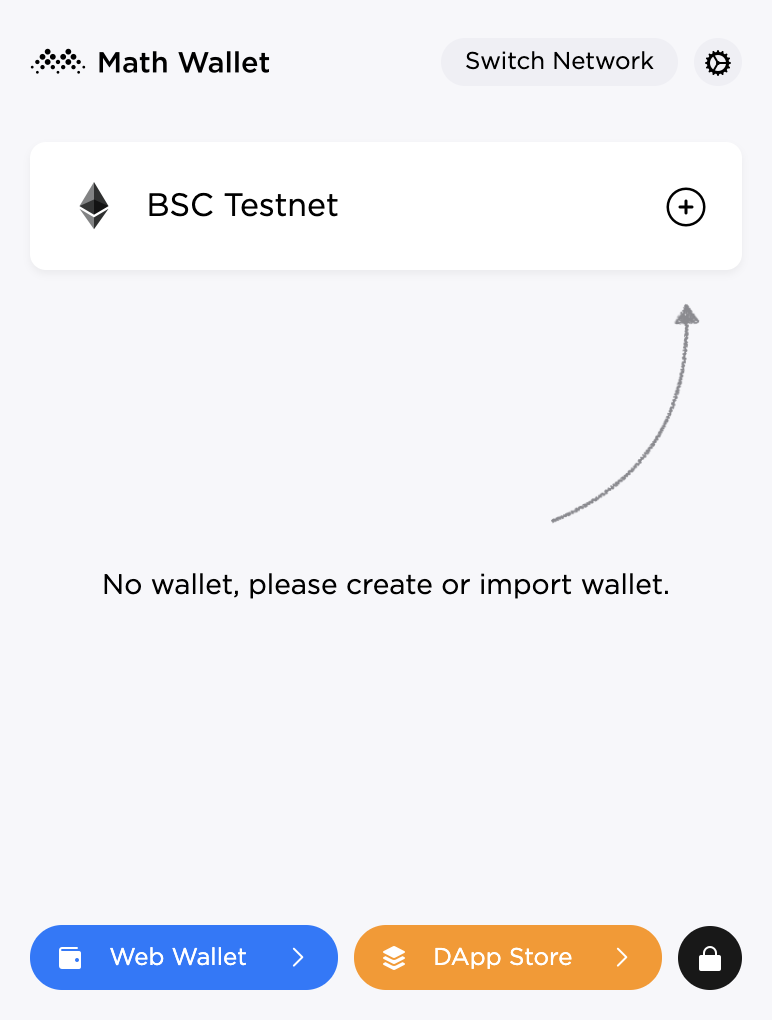 Math Wallet
Switch Network
BSC Testnet
No wallet, please create or import wallet.
Web Wallet
DApp Store